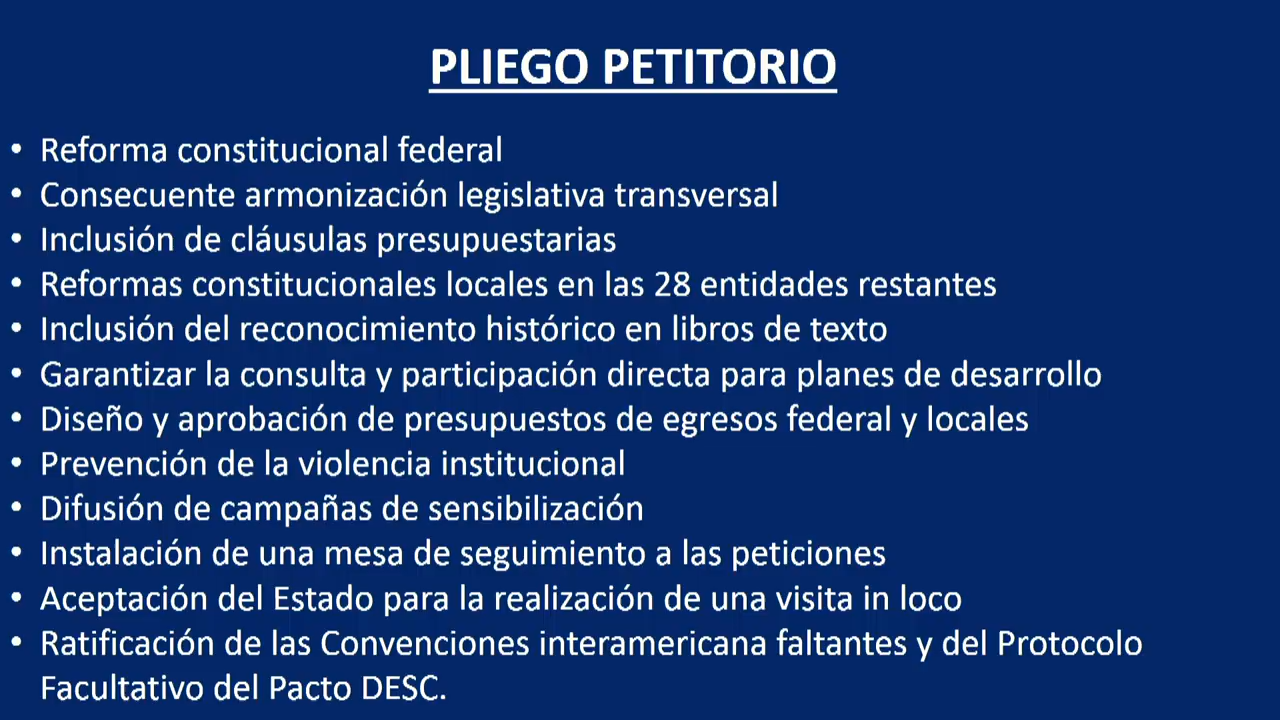 PLIEGO PETITORIO
• Reforma constitucional federal
• Consecuente armonización legislativa transversal
• Inclusión de cláusulas presupuestarias
• Reformas constitucionales locales en las 28 entidades restantes
• Inclusión del reconocimiento histórico en libros de texto
• Garantizar la consulta y participación directa para planes de desarrollo
• Diseño y aprobación de presupuestos de egresos federal y locales
• Prevención de la violencia institucional
• Difusión de campañas de sensibilización
• Instalación de una mesa de seguimiento a las peticiones
• Aceptación del Estado para la realización de una visita in loco
• Ratificación de las Convenciones interamericana faltantes y del Protocolo
Facultativo del Pacto DESC.